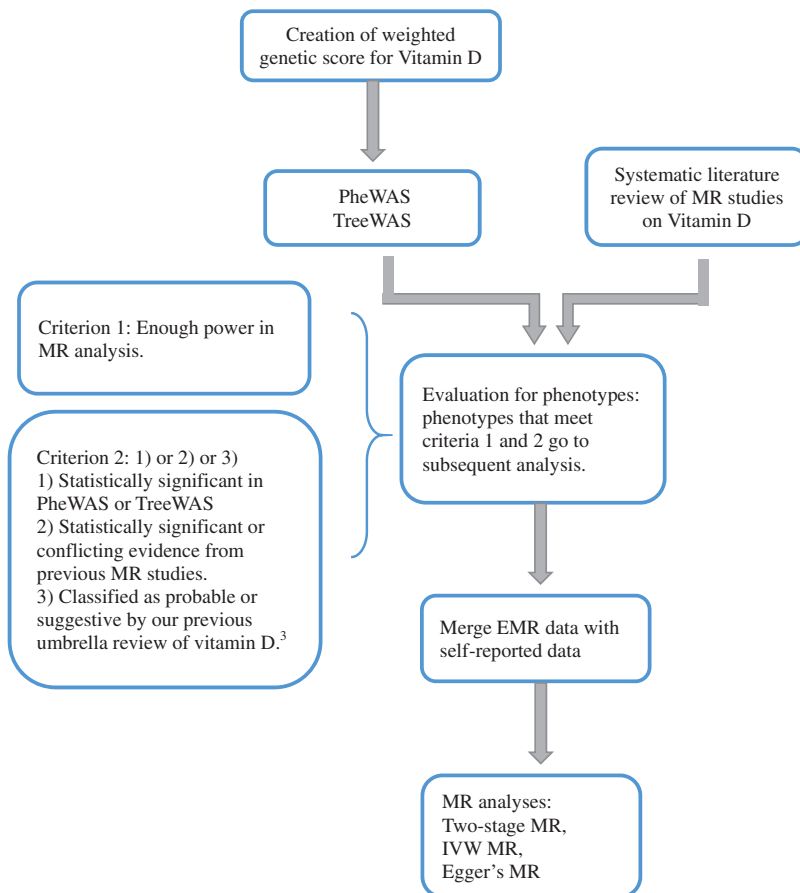 Creation of weighted
genetic score for Vitamin D
PheWAS
TreeWAS
Systematic literature
review of MR studies
on Vitamin D
Criterion 1: Enough power in
MR analysis.
Criterion 2: 1) or 2) or 3)
1) Statistically significant in
PheWAS or TreeWAS
2) Statistically significant or
conflicting evidence from
previous MR studies.
3) Classified as probable or
suggestive by our previous
umbrella review of vitamin D.³
Evaluation for phenotypes:
phenotypes that meet
criteria 1 and 2 go to
subsequent analysis.
Merge EMR data with
self-reported data
MR analyses:
Two-stage MR,
IVW MR,
Egger’s MR